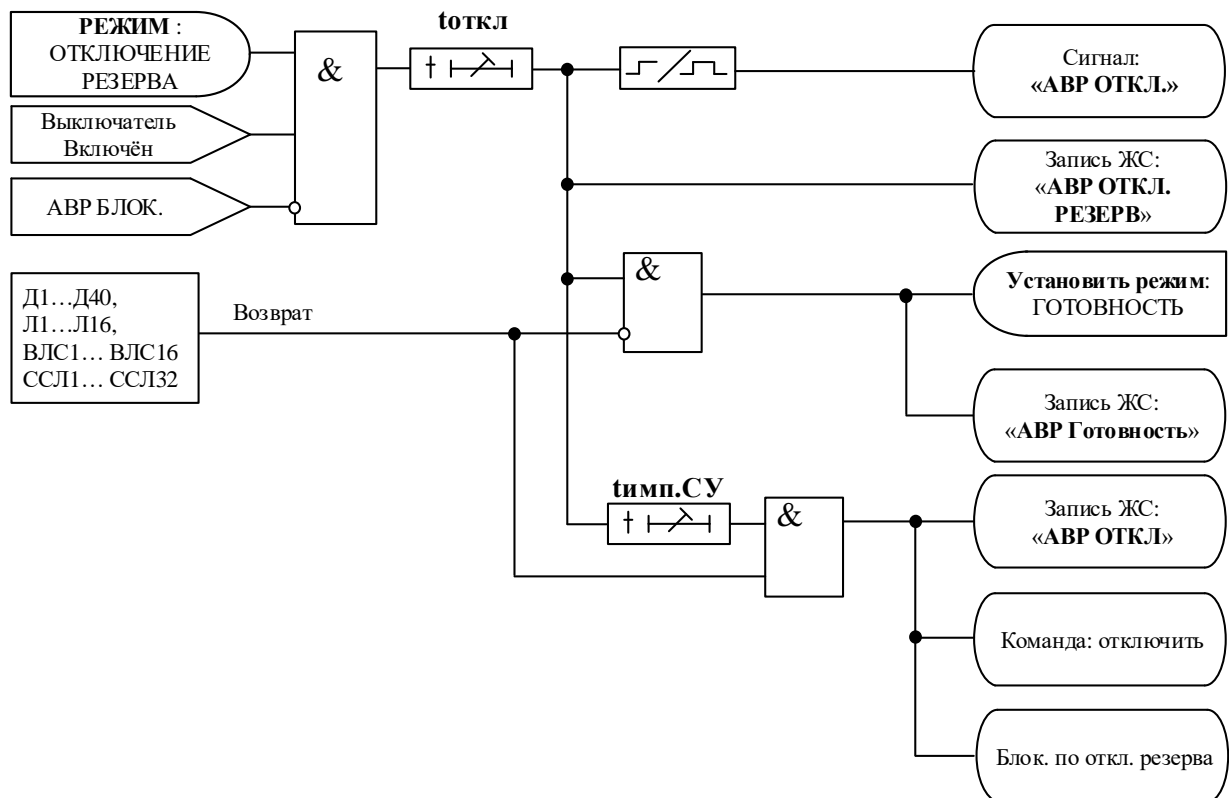 РЕЖИМ :
ОТКЛЮЧЕНИЕ
РЕЗЕРВА
Выключатель
Включён
АВР БЛОК.
&
tоткл
Сигнал:
«АВР ОТКЛ.»
Запись ЖС:
«АВР ОТКЛ.
РЕЗЕРВ»
Д1…Д40,
Л1…Л16,
ВЛС1… ВЛС16
ССЛ1… ССЛ32
Возврат
&
Установить режим:
ГОТОВНОСТЬ
Запись ЖС:
«АВР Готовность»
tимп.СУ
&
Запись ЖС:
«АВР ОТКЛ»
Команда: отключить
Блок. по откл. резерва